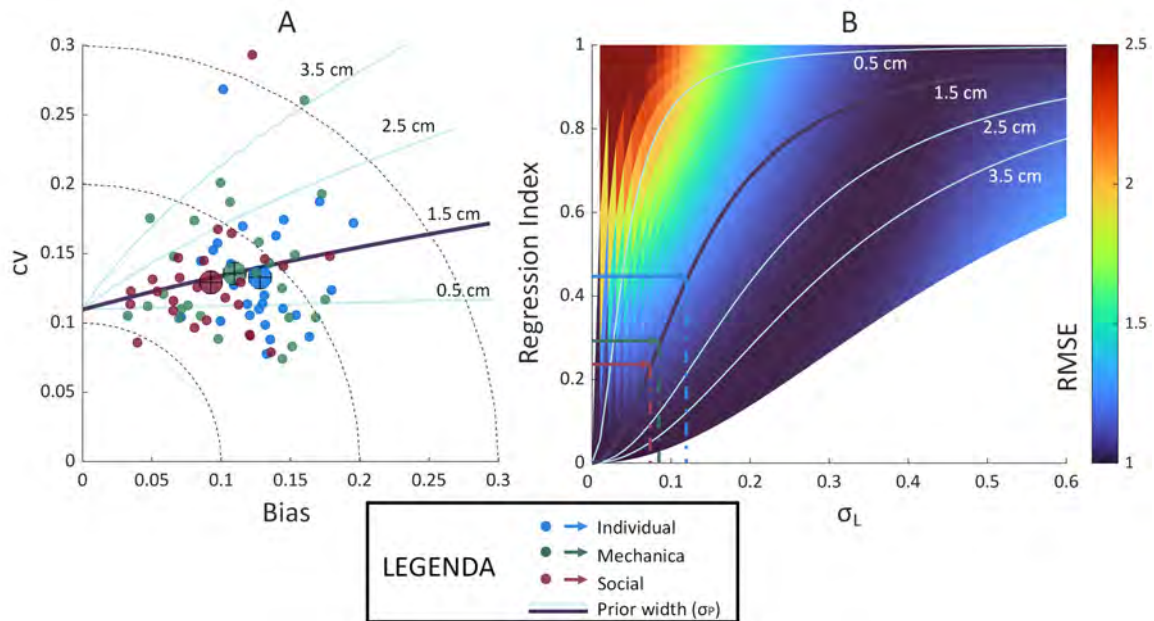 A
B
0.3
0.25
0.2
0.15
0.1
0.05
0
CV
3.5 cm
2.5 cm
1.5 cm
0.5 cm
0
0.05
0.1
0.15
0.2
0.25
0.3
Bias
1
0.8
0.6
0.4
0.2
0
Regression Index
0.5 cm
1.5 cm
2.5 cm
3.5 cm
0.1
0.2
0.3
0.4
0.5
0.6
σL
2.5
2
1.5
1
RMSE
LEGENDA
Individual
Mechanica
Social
Prior width (σP)